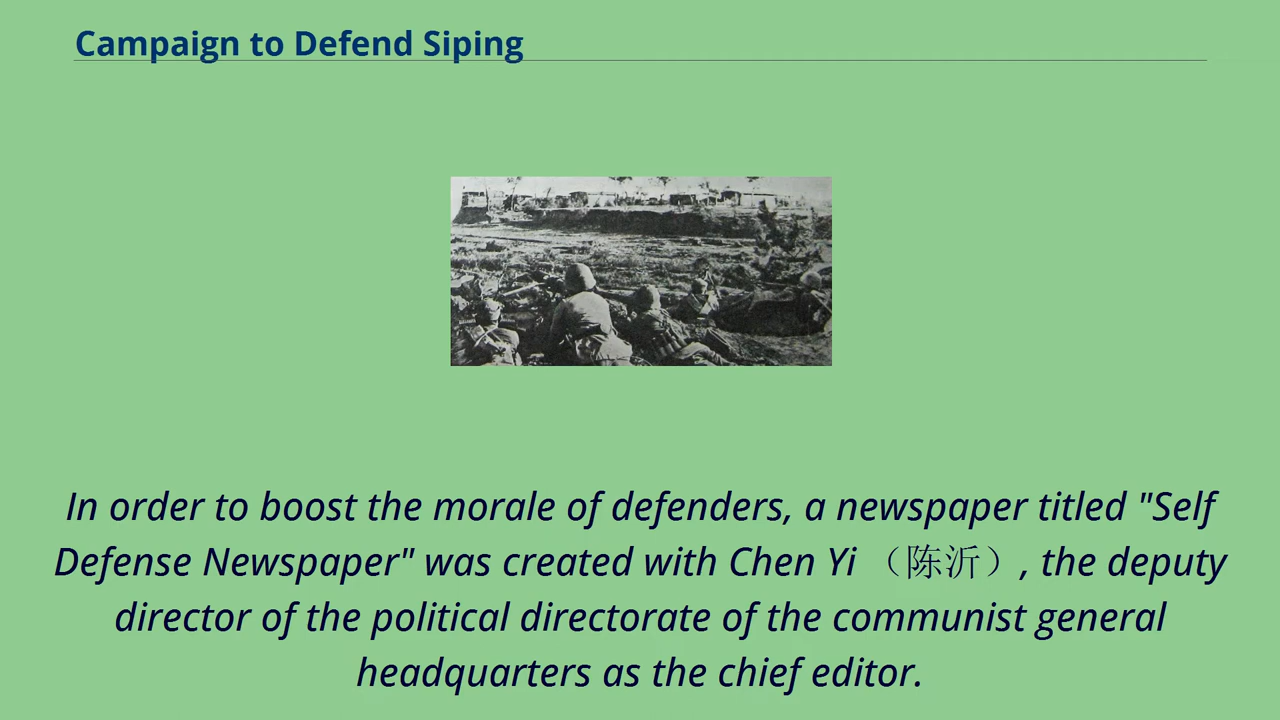 Campaign to Defend Siping
In order to boost the morale of defenders, a newspaper titled "Self
Defense Newspaper" was created with Chen Yi （陈沂）, the deputy
director of the political directorate of the communist general
headquarters as the chief editor.